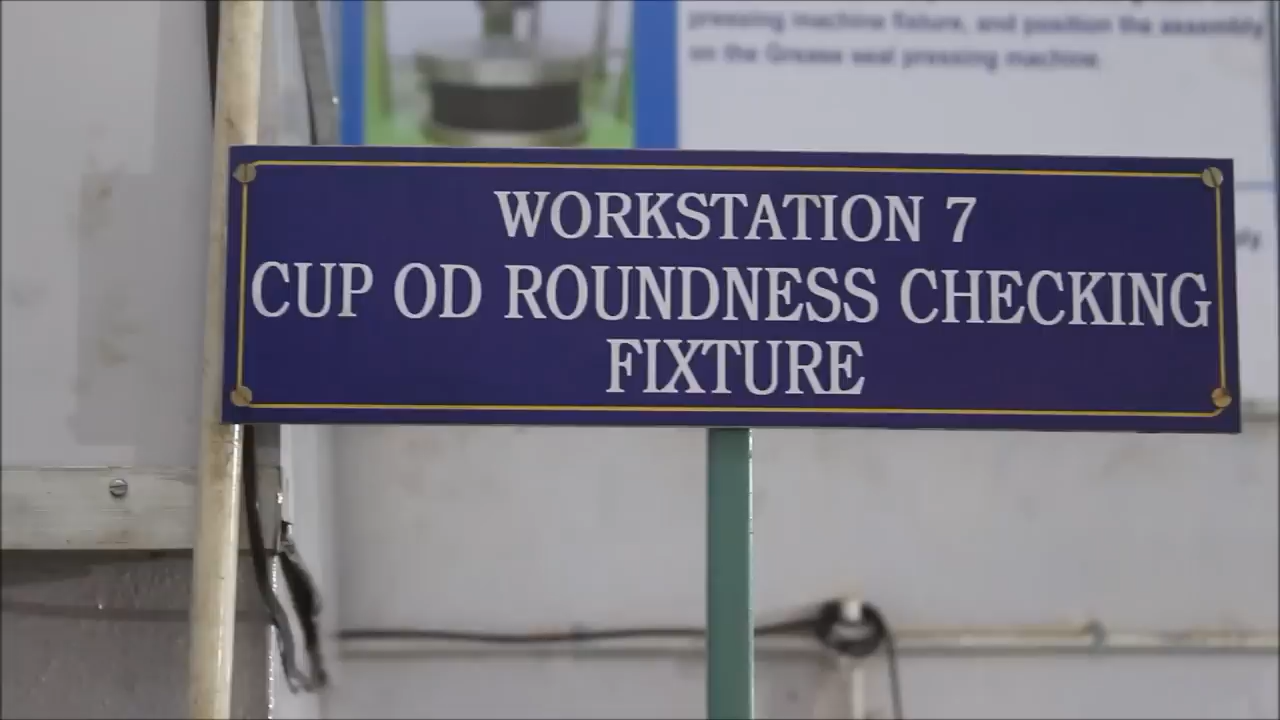 pressing machine fixture, and position the assembly
on the Grease seal pressing machine.
WORKSTATION 7
CUP OD ROUNDNESS CHECKING
FIXTURE